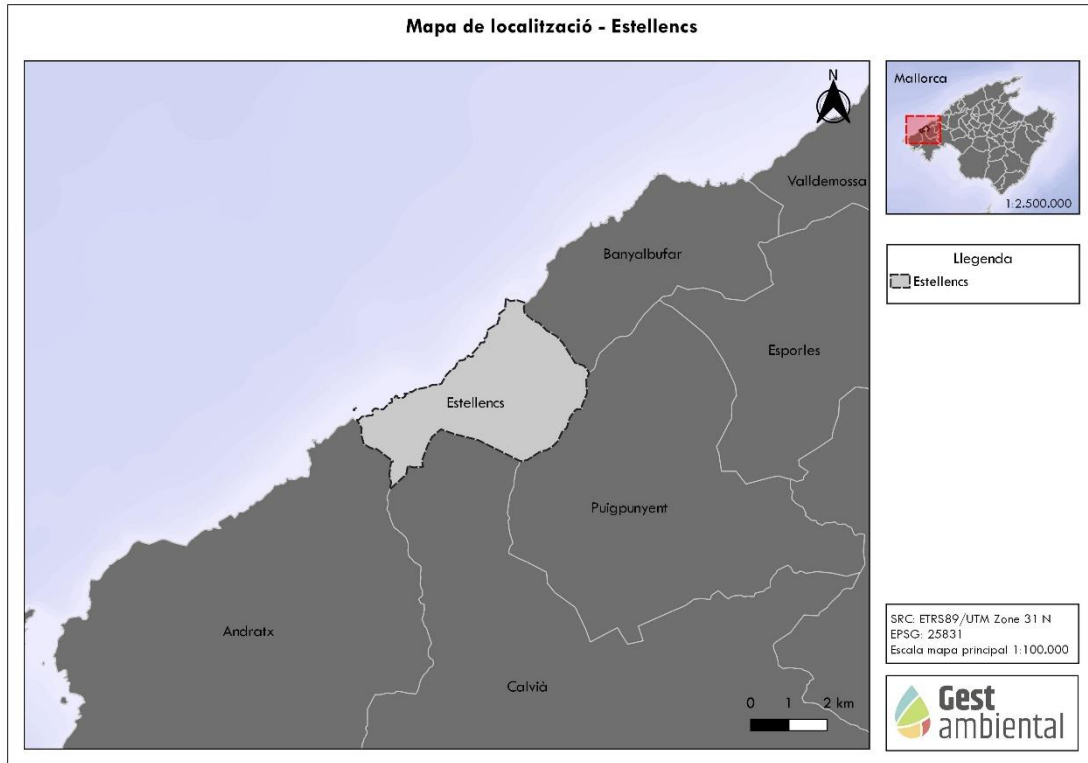 Mapa de localització - Estellencs
N
Valldemossa
Banyalbufar
Esporles
Estellencs
Puigpunyent
Andratx
Calvià
0 1 2 km
Mallorca
1:2.500.000
Llegenda
Estellencs
SRC: ETRS89/UTM Zone 31 N
EPSG: 25831
Escala mapa principal 1:100.000
Gest
ambiental